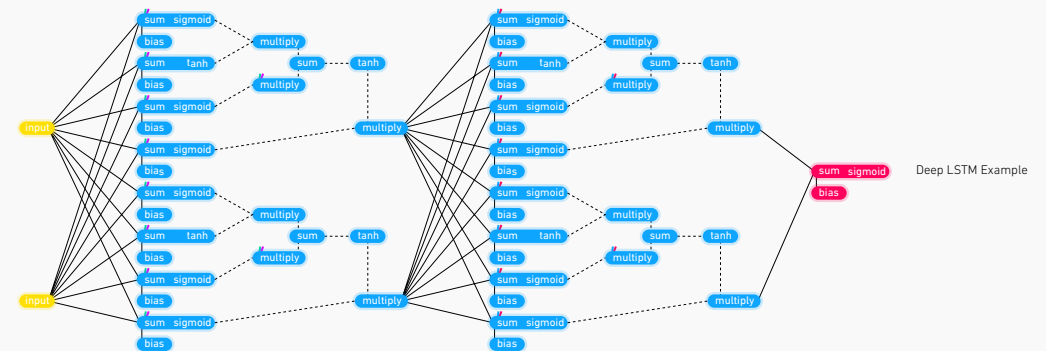 sum sigmoid sum sigmoid
bias multiply bias multiply
sum tanh sum tanh sum tanh sum tanh
bias multiply bias multiply
sum sigmoid sum sigmoid
input bias multiply bias multiply
sum sigmoid sum sigmoid
bias bias sum sigmoid Deep LSTM Example
sum sigmoid sum sigmoid bias
bias multiply bias multiply
sum tanh sum tanh sum tanh sum tanh
bias multiply bias multiply
sum sigmoid sum sigmoid
input bias multiply bias multiply
sum sigmoid sum sigmoid
bias bias